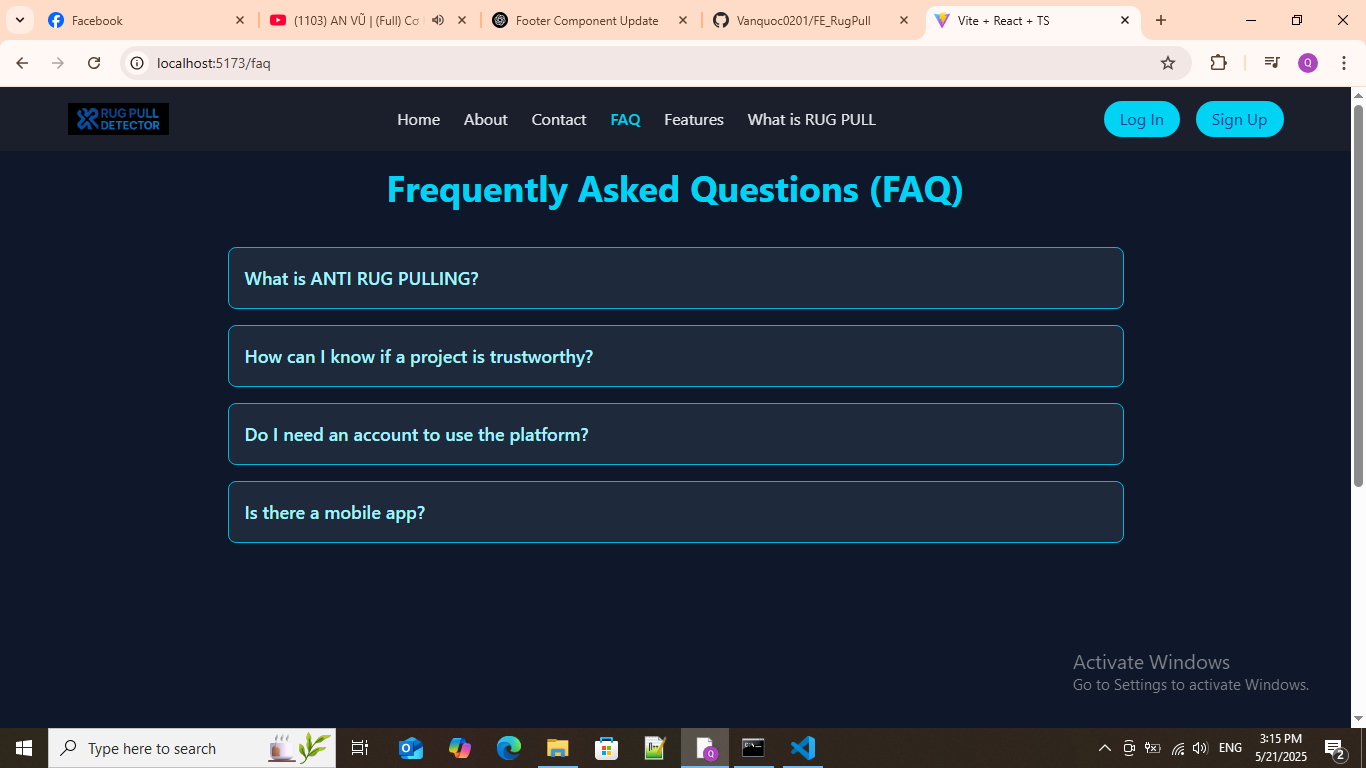 Facebook
(1103) AN VŨ | (Full) Cơ
Footer Component Update
Vanquoc0201/FE_RugPull
Vite + React + TS
localhost:5173/faq
Q
RUG PULL
DETECTOR
Home
About
Contact
FAQ
Features
What is RUG PULL
Log In
Sign Up
Frequently Asked Questions (FAQ)
What is ANTI RUG PULLING?
How can I know if a project is trustworthy?
Do I need an account to use the platform?
Is there a mobile app?
Activate Windows
Go to Settings to activate Windows.
Type here to search
Q
ENG
3:15 PM
5/21/2025
2